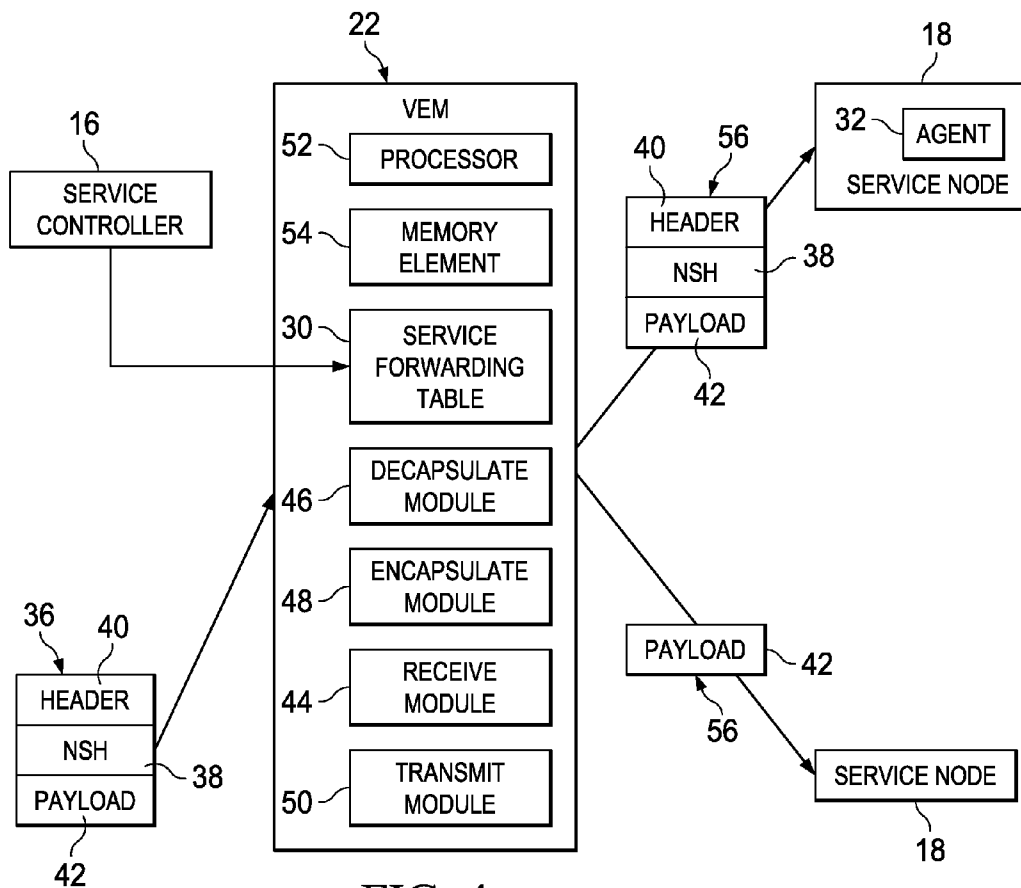 22
VEM
52
PROCESSOR
54
MEMORY
ELEMENT
30
SERVICE
FORWARDING
TABLE
46
DECAPSULATE
MODULE
48
ENCAPSULATE
MODULE
44
RECEIVE
MODULE
50
TRANSMIT
MODULE
16
SERVICE
CONTROLLER
36
40
HEADER
NSH
38
PAYLOAD
42
40
56
HEADER
NSH
38
PAYLOAD
42
18
32
AGENT
SERVICE NODE
PAYLOAD
42
56
SERVICE NODE
18
FIG. 4